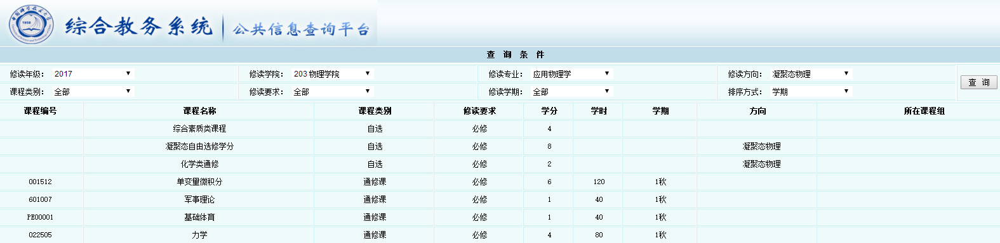 综合教务系统 | 公共信息查询平台
查 询 条 件
修读年级： 2017 修读学院： 203 物理学院 修读专业： 应用物理学 修读方向： 凝聚态物理 查 询
课程类别： 全部 修读要求： 全部 修读学期： 全部 排序方式： 学期
课程编号 课程名称 课程类别 修读要求 学分 学时 学期 方向 所在课程组
综合素质类课程 自选 必修 4
凝聚态自由选修学分 自选 必修 8 凝聚态物理
化学类通修 自选 必修 2 凝聚态物理
001512 单变量微积分 通修课 必修 6 120 1秋
601007 军事理论 通修课 必修 1 40 1秋
PE00001 基础体育 通修课 必修 1 40 1秋
022505 力学 通修课 必修 4 80 1秋